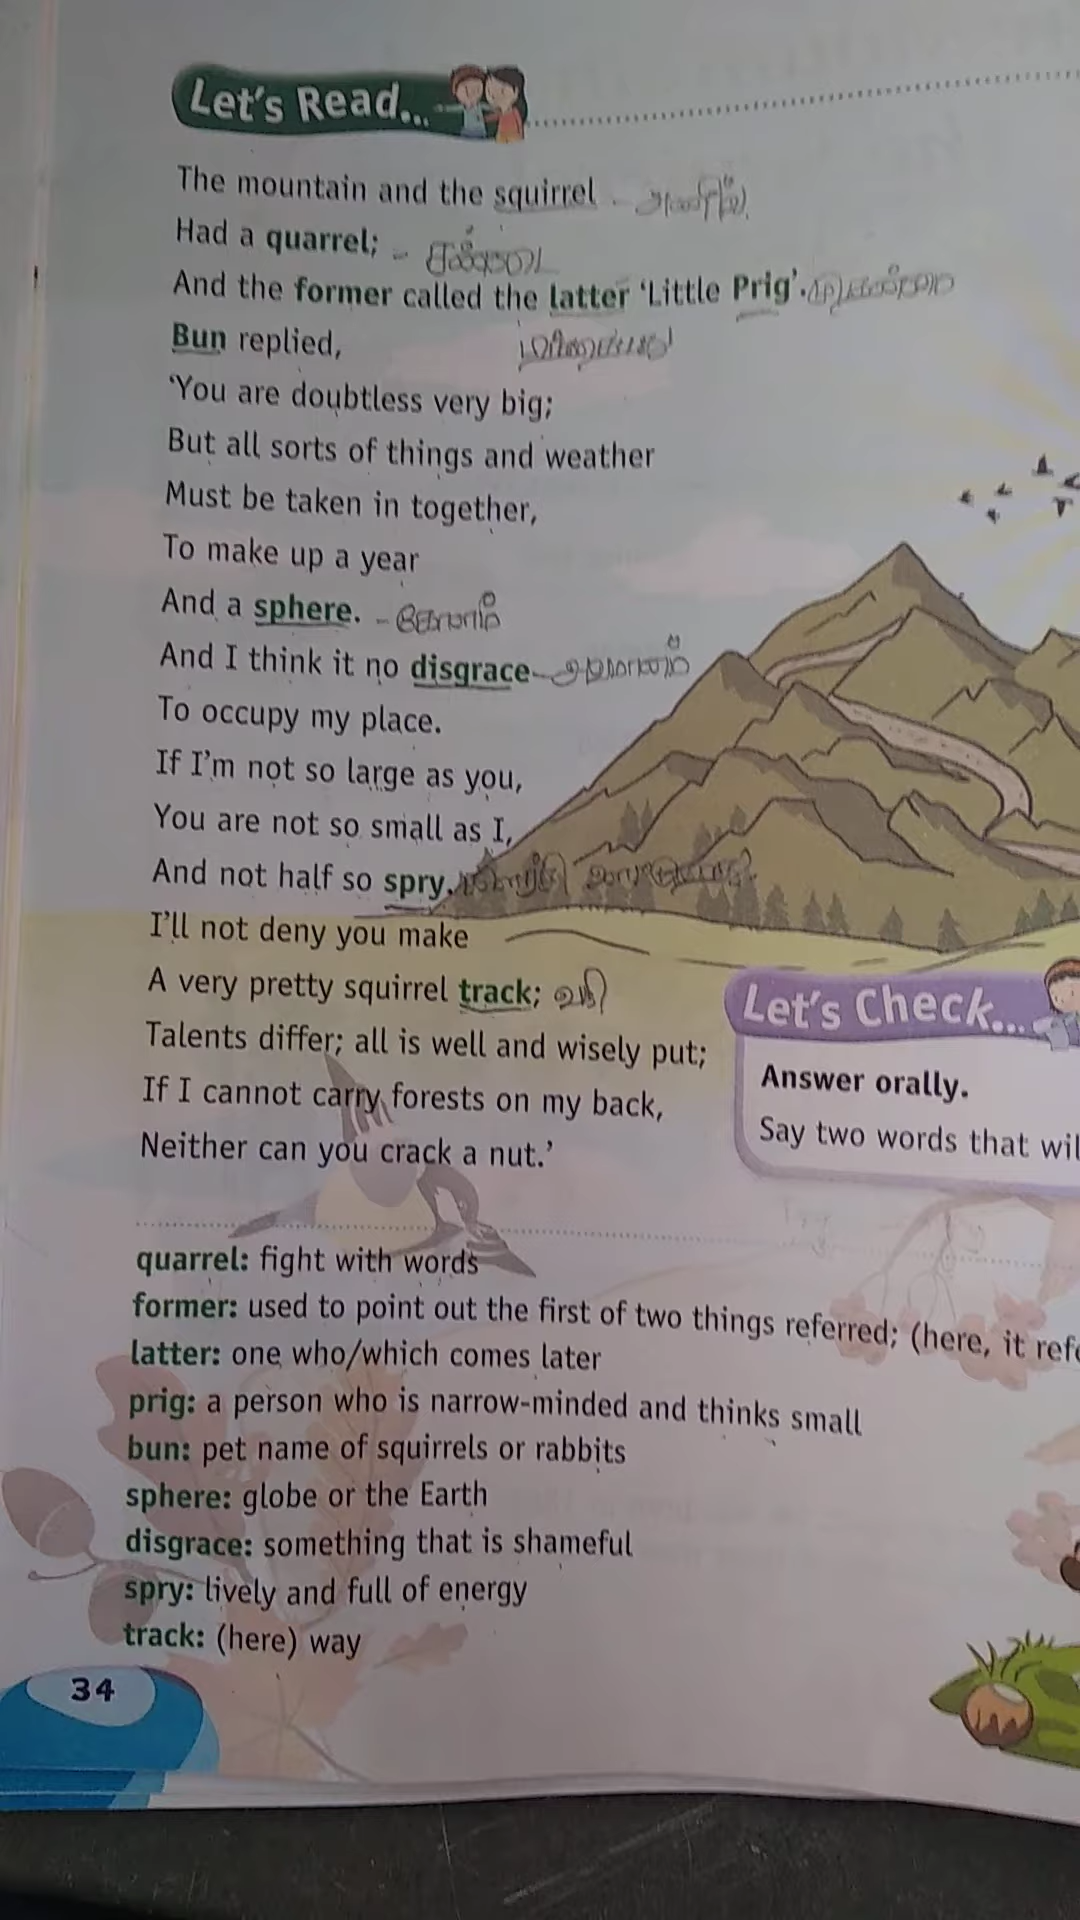 Let's Read...
The mountain and the squirrel - அணில்
Had a quarrel; - சண்டை
And the former called the latter ‘Little Prig’.
Bun replied,
‘You are doubtless very big;
But all sorts of things and weather
Must be taken in together,
To make up a year
And a sphere. - கோளம்
And I think it no disgrace - அவமானம்
To occupy my place.
If I'm not so large as you,
You are not so small as I,
And not half so spry.
I'll not deny you make
A very pretty squirrel track; வழி
Talents differ; all is well and wisely put;
If I cannot carry forests on my back,
Neither can you crack a nut.’
Let's Check...
Answer orally.
Say two words that
quarrel: fight with words
former: used to point out the first of two things referred; (here, it
latter: one who/which comes later
prig: a person who is narrow-minded and thinks small
bun: pet name of squirrels or rabbits
sphere: globe or the Earth
disgrace: something that is shameful
spry: lively and full of energy
track: (here) way
34